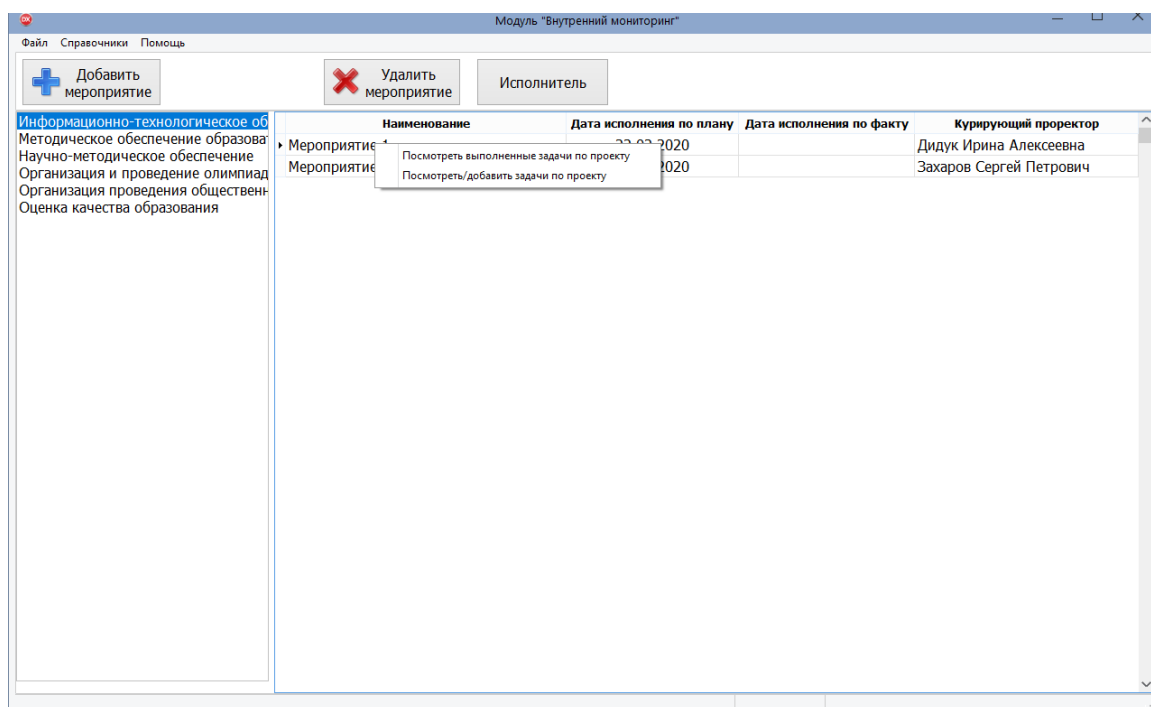 Модуль "Внутренний мониторинг"
Файл Справочники Помощь
Добавить
мероприятие
Удалить
мероприятие
Исполнитель
Информационно-технологическое об
Методическое обеспечение образова
Научно-методическое обеспечение
Организация и проведение олимпиад
Организация проведения общественн
Оценка качества образования
Наименование Дата исполнения по плану Дата исполнения по факту Курирующий проректор
Мероприятие 2020 Дидук Ирина Алексеевна
Мероприятие 2020 Захаров Сергей Петрович
Посмотреть выполненные задачи по проекту
Посмотреть/добавить задачи по проекту